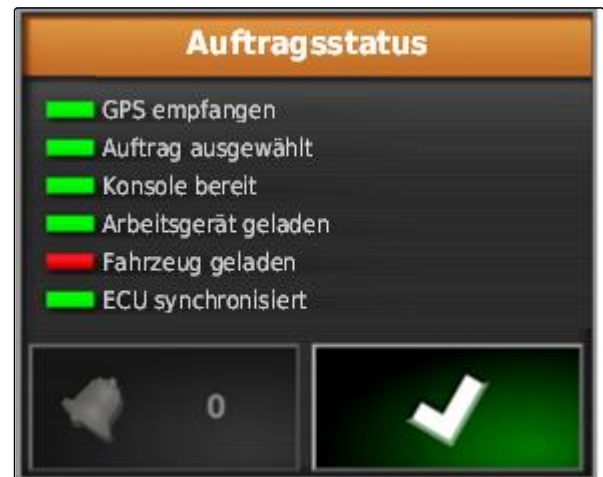 Auftragsstatus
GPS empfangen
Auftrag ausgewählt
Konsole bereit
Arbeitsgerät geladen
Fahrzeug geladen
ECU synchronisiert
0